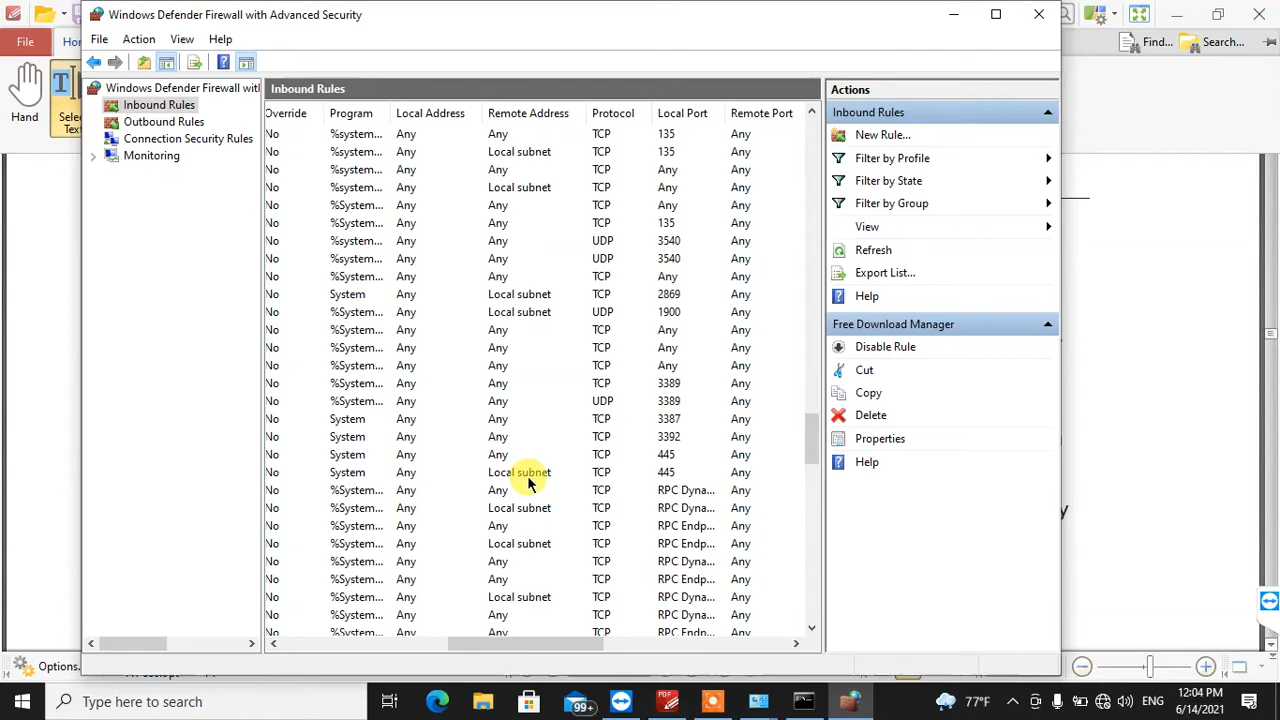 Windows Defender Firewall with Advanced Security
File Action View Help
Windows Defender Firewall wit
Inbound Rules
Outbound Rules
Connection Security Rules
Monitoring
Inbound Rules
Override Program Local Address Remote Address Protocol Local Port Remote Port
No %system... Any Any TCP 135 Any
No %system... Any Local subnet TCP 135 Any
No %system... Any Any TCP Any Any
No %system... Any Local subnet TCP Any Any
No %System... Any Any TCP Any Any
No %System... Any Any TCP 135 Any
No %system... Any Any UDP 3540 Any
No %system... Any Any UDP 3540 Any
No %System... Any Any TCP Any Any
No System Any Local subnet TCP 2869 Any
No %System... Any Local subnet UDP 1900 Any
No %System... Any Any TCP Any Any
No %System... Any Any TCP Any Any
No %System... Any Any TCP Any Any
No %System... Any Any TCP 3389 Any
No %System... Any Any UDP 3389 Any
No System Any Any TCP 3387 Any
No System Any Any TCP 3392 Any
No System Any Any TCP 445 Any
No System Any Local subnet TCP 445 Any
No %System... Any Any TCP RPC Dyna... Any
No %System... Any Local subnet TCP RPC Dyna... Any
No %System... Any Any TCP RPC Endp... Any
No %System... Any Local subnet TCP RPC Endp... Any
No %System... Any Any TCP RPC Dyna... Any
No %System... Any Any TCP RPC Endp... Any
No %System... Any Local subnet TCP RPC Dyna... Any
No %System... Any Any TCP RPC Dyna... Any
No %System... Any Any TCP RPC Endp... Any
Actions
Inbound Rules
New Rule...
Filter by Profile
Filter by State
Filter by Group
View
Refresh
Export List...
Help
Free Download Manager
Disable Rule
Cut
Copy
Delete
Properties
Help
File Ho
Hand Selec
Text
Find... Search...
y
Options.
Type here to search
99+
77°F
ENG
12:04 PM
6/14/2021